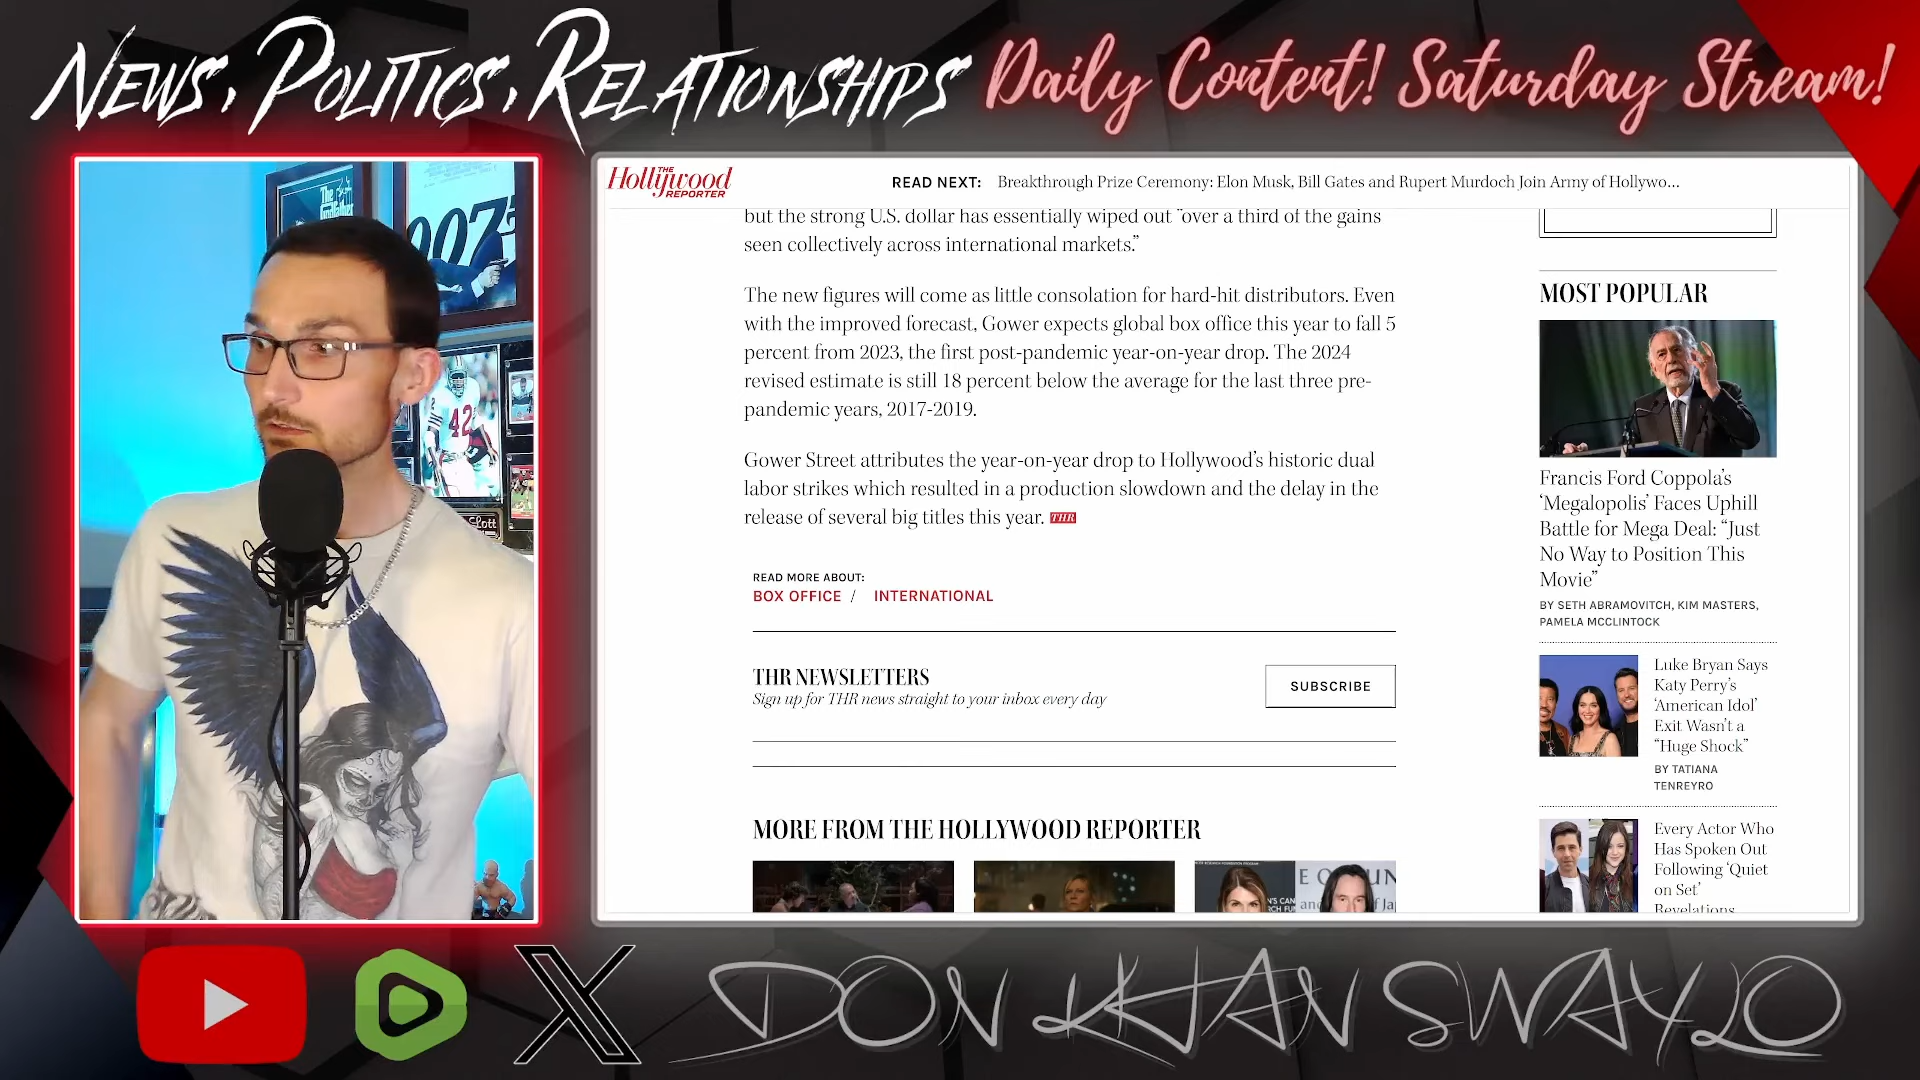 News, Politics, Relationships
Daily Content! Saturday Stream!
The Godfather
007
42
Lott
THE Hollywood REPORTER
READ NEXT: Breakthrough Prize Ceremony: Elon Musk, Bill Gates and Rupert Murdoch Join Army of Hollywo...
but the strong U.S. dollar has essentially wiped out "over a third of the gains
seen collectively across international markets."
The new figures will come as little consolation for hard-hit distributors. Even
with the improved forecast, Gower expects global box office this year to fall 5
percent from 2023, the first post-pandemic year-on-year drop. The 2024
revised estimate is still 18 percent below the average for the last three pre-
pandemic years, 2017-2019.
Gower Street attributes the year-on-year drop to Hollywood's historic dual
labor strikes which resulted in a production slowdown and the delay in the
release of several big titles this year. THR
READ MORE ABOUT:
BOX OFFICE / INTERNATIONAL
THR NEWSLETTERS
Sign up for THR news straight to your inbox every day
SUBSCRIBE
MORE FROM THE HOLLYWOOD REPORTER
MOST POPULAR
Francis Ford Coppola's
'Megalopolis' Faces Uphill
Battle for Mega Deal: "Just
No Way to Position This
Movie"
BY SETH ABRAMOVITCH, KIM MASTERS,
PAMELA MCCLINTOCK
Luke Bryan Says
Katy Perry's
'American Idol'
Exit Wasn't a
"Huge Shock"
BY TATIANA
TENREYRO
Every Actor Who
Has Spoken Out
Following 'Quiet
on Set'
Revelations
X
DON KHAN SWAYLO